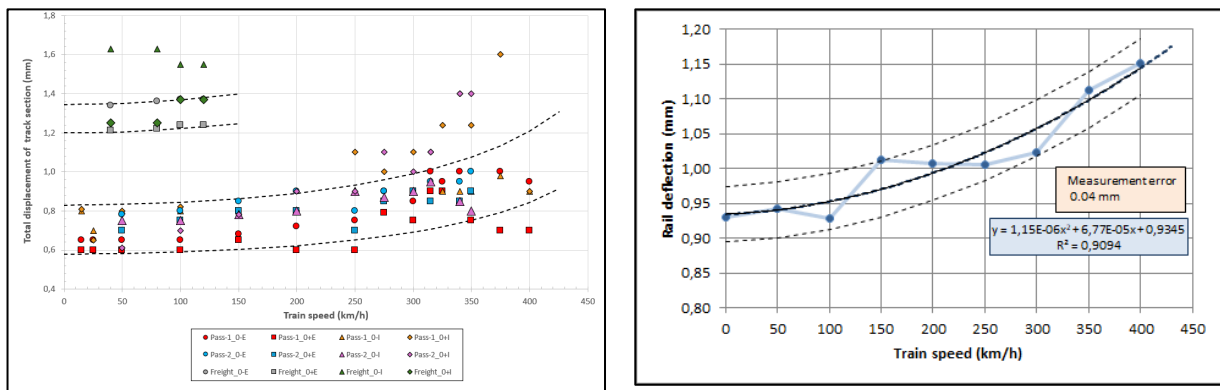 1,8
1,6
1,4
1,2
1,0
0,8
0,6
0,4
Total displacement of track section (mm)
0 50 100 150 200 250 300 350 400 450
Train speed (km/h)
Pass-1_0-E Pass-1_0+E Pass-1_0-I Pass-1_0+I
Pass-2_0-E Pass-2_0+E Pass-2_0-I Pass-2_0+I
Freight_0-E Freight_0+E Freight_0-I Freight_0+I
1,20
1,15
1,10
1,05
1,00
0,95
0,90
0,85
0,80
Rail deflection (mm)
Measurement error
0.04 mm
y = 1,15E-06x² + 6,77E-05x + 0,9345
R² = 0,9094
0 50 100 150 200 250 300 350 400 450
Train speed (km/h)